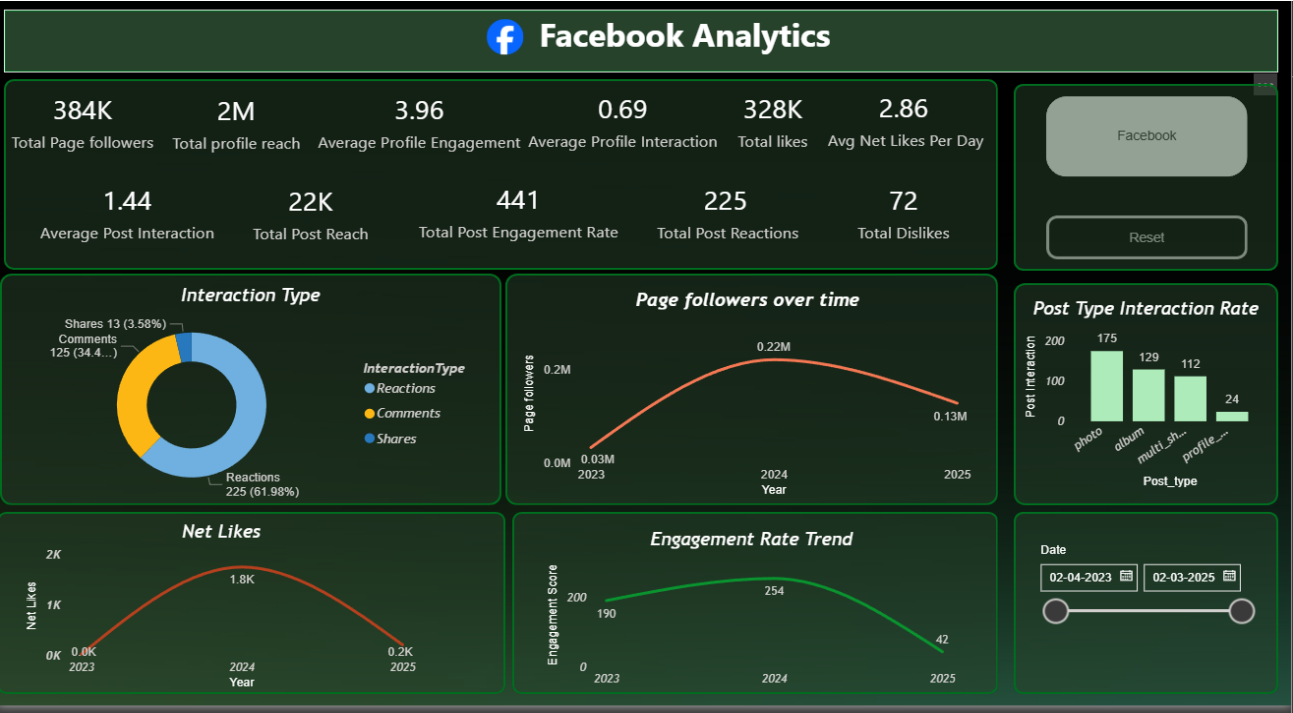 Facebook Analytics
384K
Total Page followers
2M
Total profile reach
3.96
Average Profile Engagement
0.69
Average Profile Interaction
328K
Total likes
2.86
Avg Net Likes Per Day
1.44
Average Post Interaction
22K
Total Post Reach
441
Total Post Engagement Rate
225
Total Post Reactions
72
Total Dislikes
Facebook
Reset
Interaction Type
Shares 13 (3.58%)
Comments
125 (34.4...)
Reactions
225 (61.98%)
InteractionType
Reactions
Comments
Shares
Page followers over time
Page followers
0.2M
0.0M
0.03M
0.22M
0.13M
2023
2024
2025
Year
Post Type Interaction Rate
Post Interaction
200
100
0
175
129
112
24
photo
album
multi_sh...
profile_...
Post_type
Net Likes
Net Likes
2K
1K
0K
0.0K
1.8K
0.2K
2023
2024
2025
Year
Engagement Rate Trend
Engagement Score
200
0
190
254
42
2023
2024
2025
Date
02-04-2023
02-03-2025